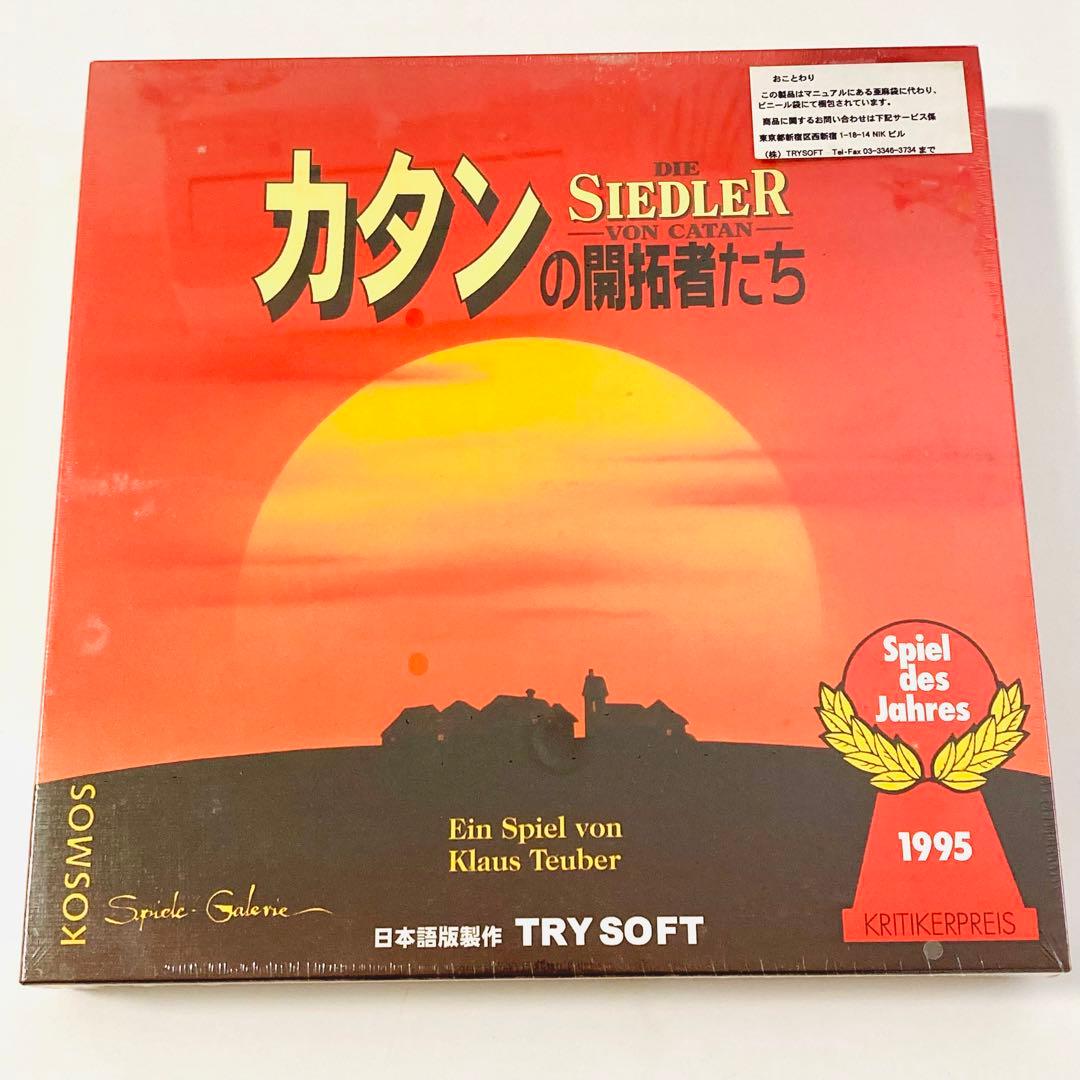 おことわり
この製品はマニュアルにある亜麻袋に代わり、
ビニール袋にて梱包されています。
商品に関するお問い合わせは下記サービス係
東京都新宿区西新宿 1-18-14 NIK ビル
（株） TRYSOFT Tel・Fax 03-3346-3734 まで
カタン
DIE
SIEDLER
VON CATAN
の開拓者たち
Spiel
des
Jahres
1995
KRITIKERPREIS
Ein Spiel von
Klaus Teuber
KOSMOS
Spiele-Galerie
日本語版製作 TRY SOFT